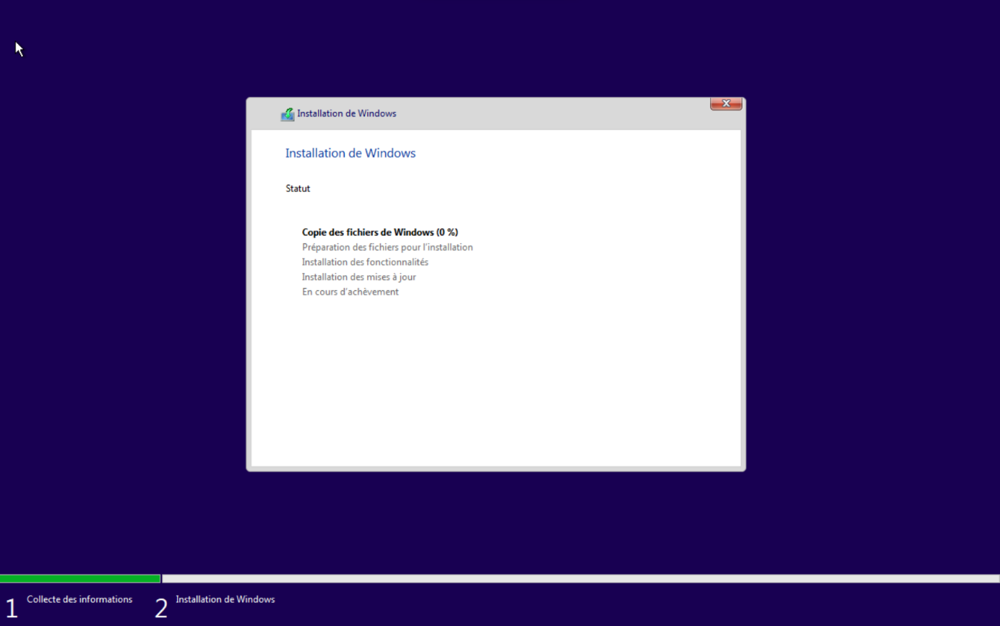 Installation de Windows
Installation de Windows
Statut
Copie des fichiers de Windows (0 %)
Préparation des fichiers pour l'installation
Installation des fonctionnalités
Installation des mises à jour
En cours d'achèvement
1 Collecte des informations 2 Installation de Windows